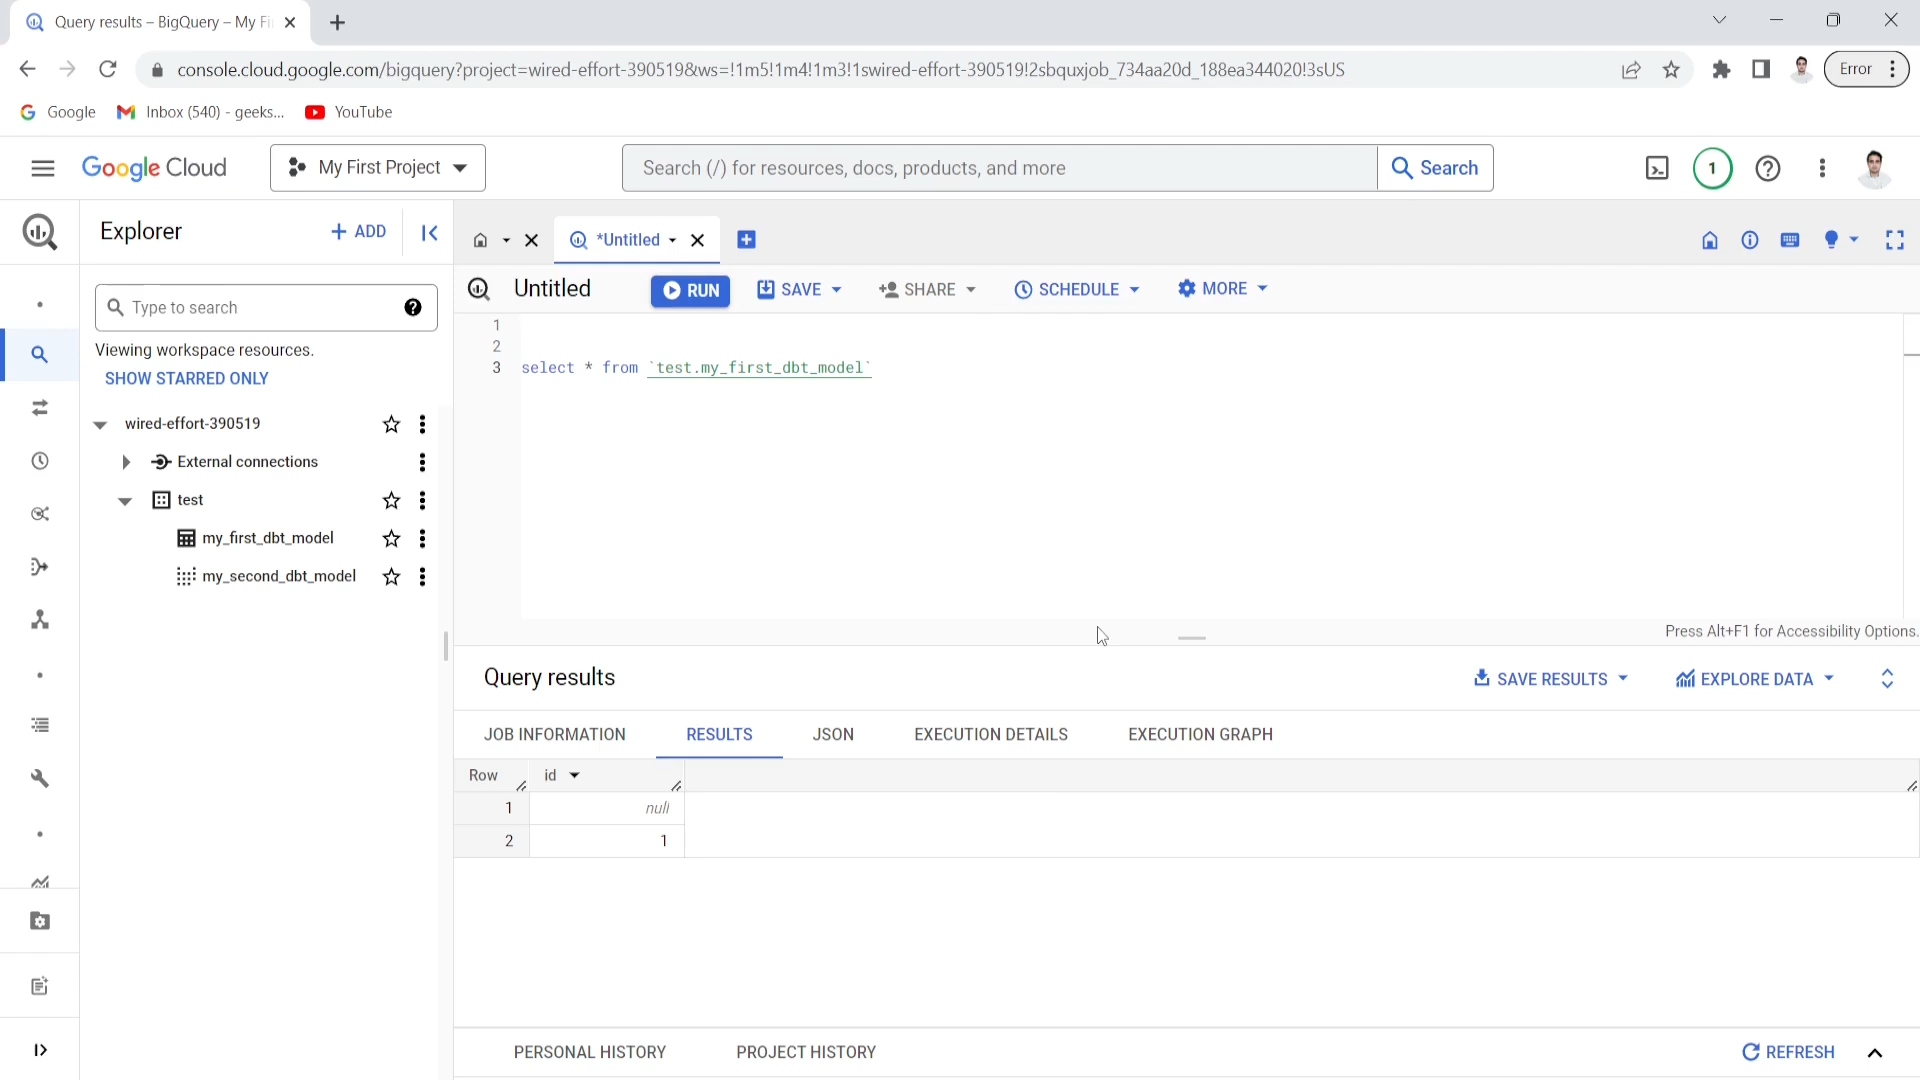 Query results – BigQuery – My Fi
console.cloud.google.com/bigquery?project=wired-effort-390519&ws=!1m5!1m4!1m3!1swired-effort-390519!2sbquxjob_734aa20d_188ea344020!3sUS
Error
Google
Inbox (540) - geeks...
YouTube
Google Cloud
My First Project
Search (/) for resources, docs, products, and more
Search
1
Explorer
+ ADD
*Untitled
Untitled
RUN
SAVE
SHARE
SCHEDULE
MORE
Type to search
Viewing workspace resources.
SHOW STARRED ONLY
wired-effort-390519
External connections
test
my_first_dbt_model
my_second_dbt_model
1
2
3 select * from `test.my_first_dbt_model`
Press Alt+F1 for Accessibility Options.
Query results
SAVE RESULTS
EXPLORE DATA
JOB INFORMATION
RESULTS
JSON
EXECUTION DETAILS
EXECUTION GRAPH
Row id
1 null
2 1
PERSONAL HISTORY
PROJECT HISTORY
REFRESH